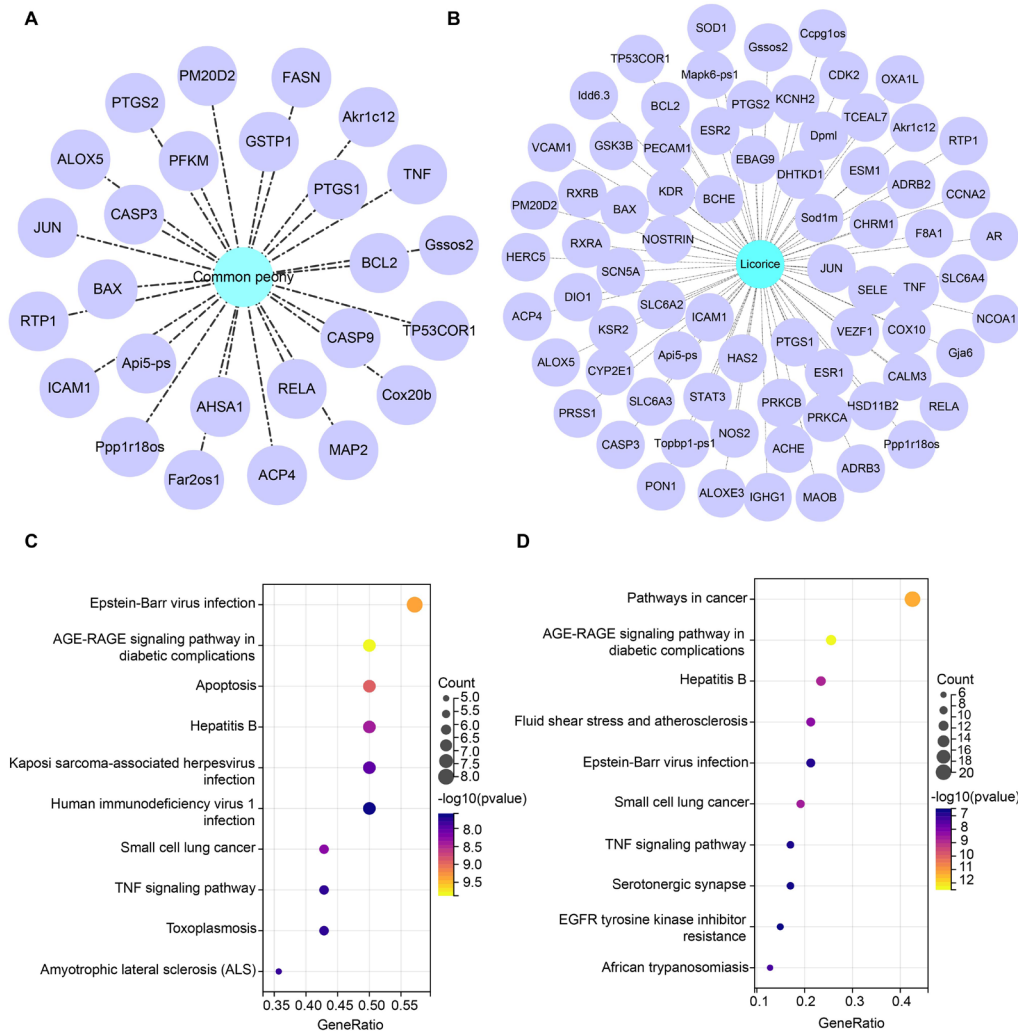 A
PM20D2
FASN
PTGS2
Akr1c12
GSTP1
PFKM
ALOX5
TNF
PTGS1
CASP3
JUN
Gssos2
BCL2
Common peony
BAX
RTP1
TP53COR1
CASP9
Api5-ps
ICAM1
RELA
Cox20b
AHSA1
Ppp1r18os
MAP2
Far2os1
ACP4
B
SOD1
Gssos2
Ccpg1os
TP53COR1
Mapk6-ps1
CDK2
OXA1L
Idd6.3
BCL2
PTGS2
KCNH2
TCEAL7
Akr1c12
VCAM1
GSK3B
PECAM1
ESR2
Dpml
RTP1
EBAG9
DHTKD1
ESM1
ADRB2
CCNA2
PM20D2
RXRB
BAX
KDR
BCHE
Sod1m
CHRM1
F8A1
AR
HERC5
RXRA
NOSTRIN
Licorice
JUN
SLC6A4
SCN5A
SELE
TNF
ACP4
DIO1
SLC6A2
ICAM1
VEZF1
COX10
NCOA1
ALOX5
KSR2
Api5-ps
HAS2
PTGS1
Gja6
CYP2E1
ESR1
CALM3
PRSS1
SLC6A3
STAT3
PRKCB
PRKCA
HSD11B2
RELA
CASP3
Topbp1-ps1
NOS2
ACHE
Ppp1r18os
ADRB3
PON1
ALOXE3
IGHG1
MAOB
C
Epstein-Barr virus infection
AGE-RAGE signaling pathway in
diabetic complications
Apoptosis
Hepatitis B
Kaposi sarcoma-associated herpesvirus
infection
Human immunodeficiency virus 1
infection
Small cell lung cancer
TNF signaling pathway
Toxoplasmosis
Amyotrophic lateral sclerosis (ALS)
0.35 0.40 0.45 0.50 0.55
GeneRatio
Count
5.0
5.5
6.0
6.5
7.0
7.5
8.0
-log10(pvalue)
8.0
8.5
9.0
9.5
D
Pathways in cancer
AGE-RAGE signaling pathway in
diabetic complications
Hepatitis B
Fluid shear stress and atherosclerosis
Epstein-Barr virus infection
Small cell lung cancer
TNF signaling pathway
Serotonergic synapse
EGFR tyrosine kinase inhibitor
resistance
African trypanosomiasis
0.1 0.2 0.3 0.4
GeneRatio
Count
6
8
10
12
14
16
18
20
-log10(pvalue)
7
8
9
10
11
12